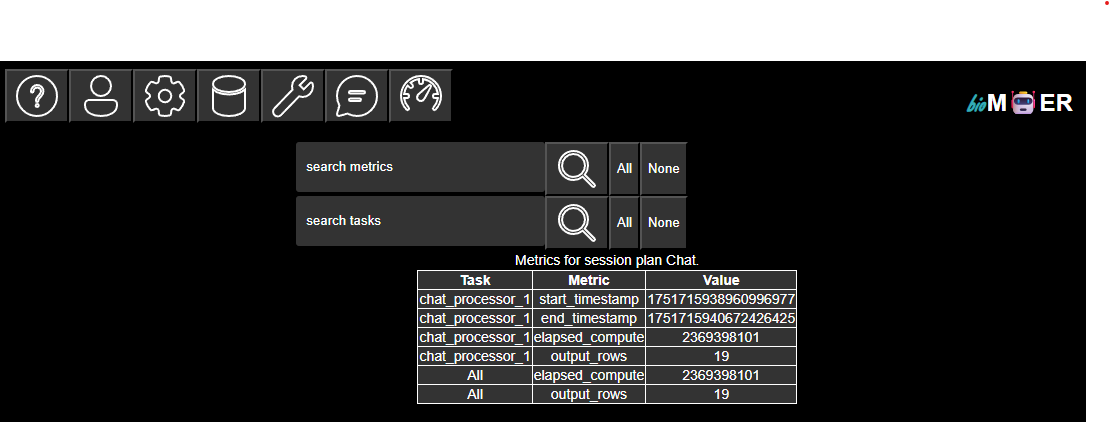 ?
bioM ER
search metrics All None
search tasks All None
Metrics for session plan Chat.
Task Metric Value
chat_processor_1 start_timestamp 1751715938960996977
chat_processor_1 end_timestamp 1751715940672426425
chat_processor_1 elapsed_compute 2369398101
chat_processor_1 output_rows 19
All elapsed_compute 2369398101
All output_rows 19